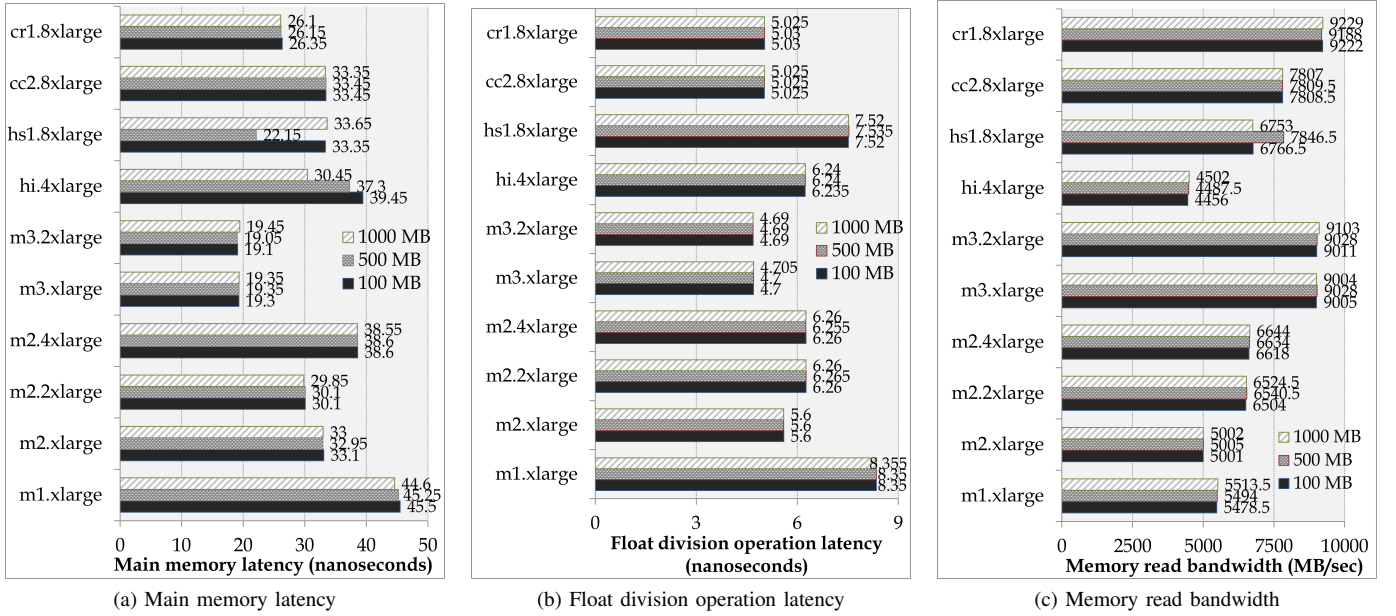 cr1.8xlarge
26.1
26.15
26.35
cc2.8xlarge
33.35
33.45
33.45
hs1.8xlarge
33.65
22.15
33.35
hi.4xlarge
30.45
37.3
39.45
m3.2xlarge
19.45
19.05
19.1
m3.xlarge
19.35
19.35
19.3
m2.4xlarge
38.55
38.6
38.6
m2.2xlarge
29.85
30.1
30.1
m2.xlarge
33
32.95
33.1
m1.xlarge
44.6
45.25
45.5
1000 MB
500 MB
100 MB
0 10 20 30 40 50
Main memory latency (nanoseconds)
(a) Main memory latency
cr1.8xlarge
5.025
5.03
5.03
cc2.8xlarge
5.025
5.025
5.025
hs1.8xlarge
7.52
7.535
7.52
hi.4xlarge
6.24
6.24
6.235
m3.2xlarge
4.69
4.69
4.69
m3.xlarge
4.705
4.7
4.7
m2.4xlarge
6.26
6.255
6.26
m2.2xlarge
6.26
6.265
6.26
m2.xlarge
5.6
5.6
5.6
m1.xlarge
8.355
8.35
8.35
1000 MB
500 MB
100 MB
0 3 6 9
Float division operation latency
(nanoseconds)
(b) Float division operation latency
cr1.8xlarge
9229
9188
9222
cc2.8xlarge
7807
7809.5
7808.5
hs1.8xlarge
6753
7846.5
6766.5
hi.4xlarge
4502
4487.5
4456
m3.2xlarge
9103
9028
9011
m3.xlarge
9004
9028
9005
m2.4xlarge
6644
6634
6618
m2.2xlarge
6524.5
6540.5
6504
m2.xlarge
5002
5005
5001
m1.xlarge
5513.5
5494
5478.5
1000 MB
500 MB
100 MB
0 2500 5000 7500 10000
Memory read bandwidth (MB/sec)
(c) Memory read bandwidth